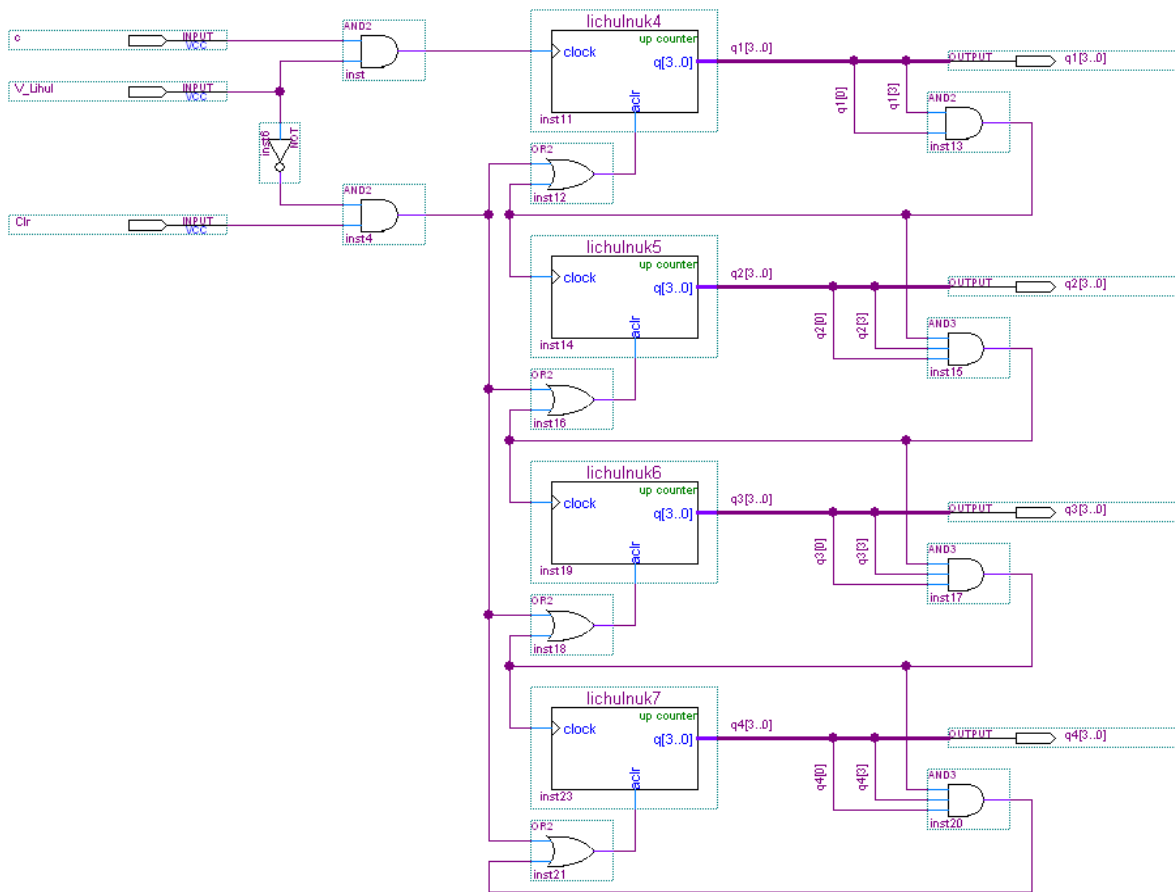 lichulnuk4
AND2
c
INPUT
VCC
clock
up counter
q[3..0]
q1[3..0]
OUTPUT
q1[3..0]
inst
aclr
inst11
V_Lihul
INPUT
VCC
q1[0]
q1[3]
AND2
inst13
inst6
NOT
OR2
inst12
AND2
Clr
INPUT
VCC
inst4
lichulnuk5
up counter
clock
q[3..0]
q2[3..0]
OUTPUT
q2[3..0]
aclr
inst14
q2[0]
q2[3]
AND3
inst15
OR2
inst16
lichulnuk6
up counter
clock
q[3..0]
q3[3..0]
OUTPUT
q3[3..0]
aclr
inst19
q3[0]
q3[3]
AND3
inst17
OR2
inst18
lichulnuk7
up counter
clock
q[3..0]
q4[3..0]
OUTPUT
q4[3..0]
aclr
inst23
q4[0]
q4[3]
AND3
inst20
OR2
inst21